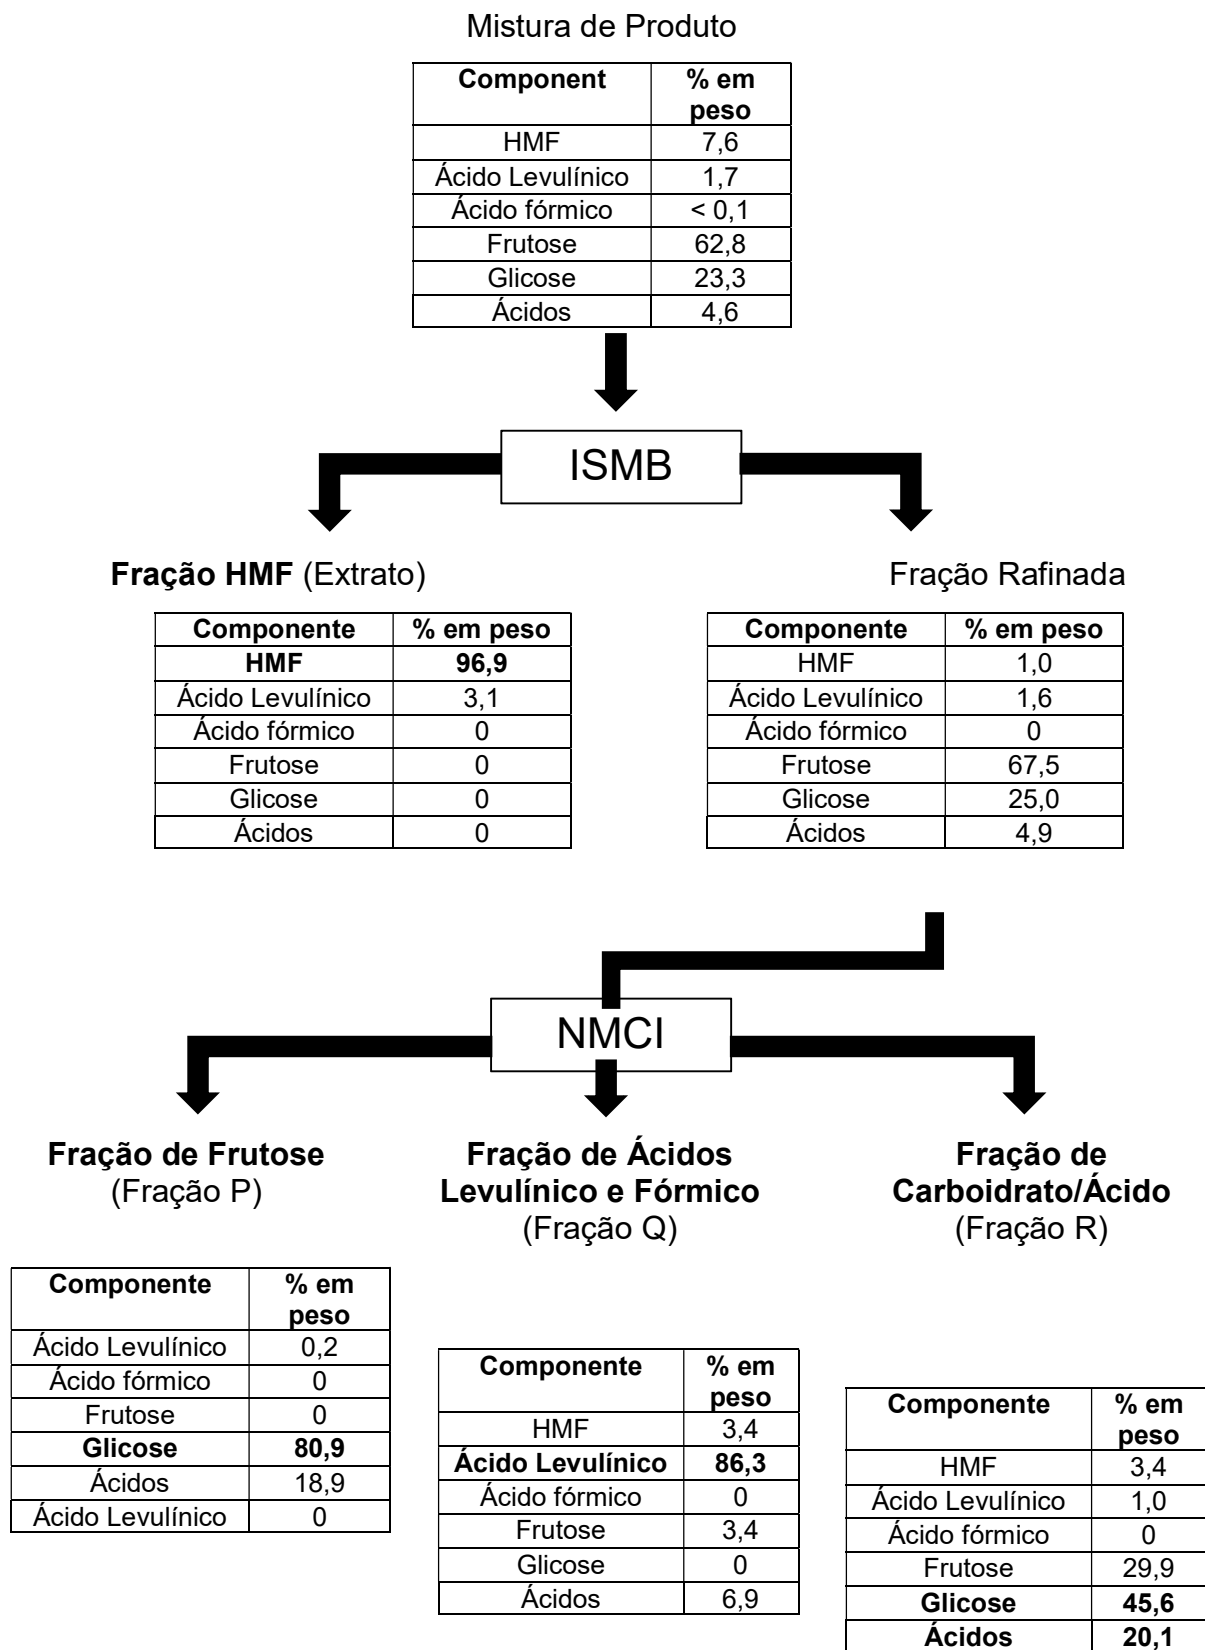 Mistura de Produto
Component % em
peso
HMF 7,6
Ácido Levulínico 1,7
Ácido fórmico < 0,1
Frutose 62,8
Glicose 23,3
Ácidos 4,6
ISMB
Fração HMF (Extrato)
Componente % em peso
HMF 96,9
Ácido Levulínico 3,1
Ácido fórmico 0
Frutose 0
Glicose 0
Ácidos 0
Fração Rafinada
Componente % em peso
HMF 1,0
Ácido Levulínico 1,6
Ácido fórmico 0
Frutose 67,5
Glicose 25,0
Ácidos 4,9
NMCI
Fração de Frutose
(Fração P)
Componente % em
peso
Ácido Levulínico 0,2
Ácido fórmico 0
Frutose 0
Glicose 80,9
Ácidos 18,9
Ácido Levulínico 0
Fração de Ácidos
Levulínico e Fórmico
(Fração Q)
Componente % em
peso
HMF 3,4
Ácido Levulínico 86,3
Ácido fórmico 0
Frutose 3,4
Glicose 0
Ácidos 6,9
Fração de
Carboidrato/Ácido
(Fração R)
Componente % em
peso
HMF 3,4
Ácido Levulínico 1,0
Ácido fórmico 0
Frutose 29,9
Glicose 45,6
Ácidos 20,1